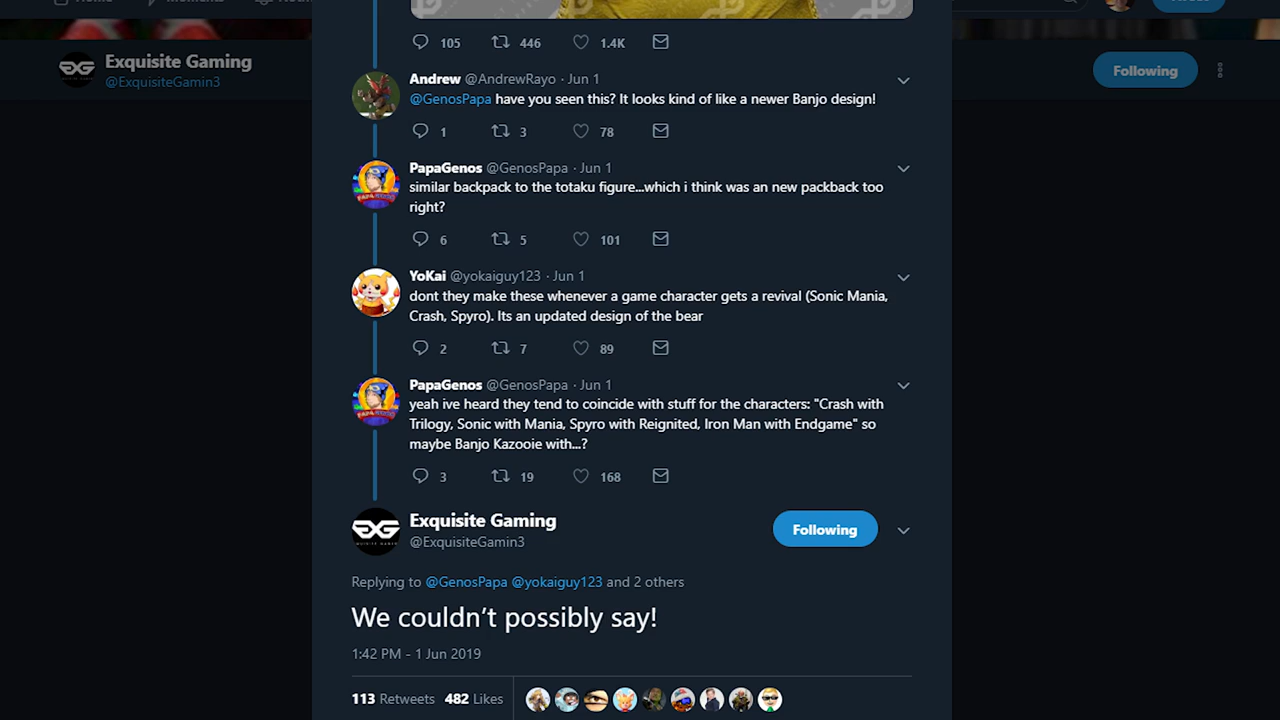 Exquisite Gaming
@ExquisiteGamin3
Following
105 446 1.4K
Andrew @AndrewRayo · Jun 1
@GenosPapa have you seen this? It looks kind of like a newer Banjo design!
1 3 78
PapaGenos @GenosPapa · Jun 1
similar backpack to the totaku figure...which i think was an new packback too
right?
6 5 101
YoKai @yokaiguy123 · Jun 1
dont they make these whenever a game character gets a revival (Sonic Mania,
Crash, Spyro). Its an updated design of the bear
2 7 89
PapaGenos @GenosPapa · Jun 1
yeah ive heard they tend to coincide with stuff for the characters: "Crash with
Trilogy, Sonic with Mania, Spyro with Reignited, Iron Man with Endgame" so
maybe Banjo Kazooie with...?
3 19 168
Exquisite Gaming
@ExquisiteGamin3
Following
Replying to @GenosPapa @yokaiguy123 and 2 others
We couldn’t possibly say!
1:42 PM - 1 Jun 2019
113 Retweets 482 Likes